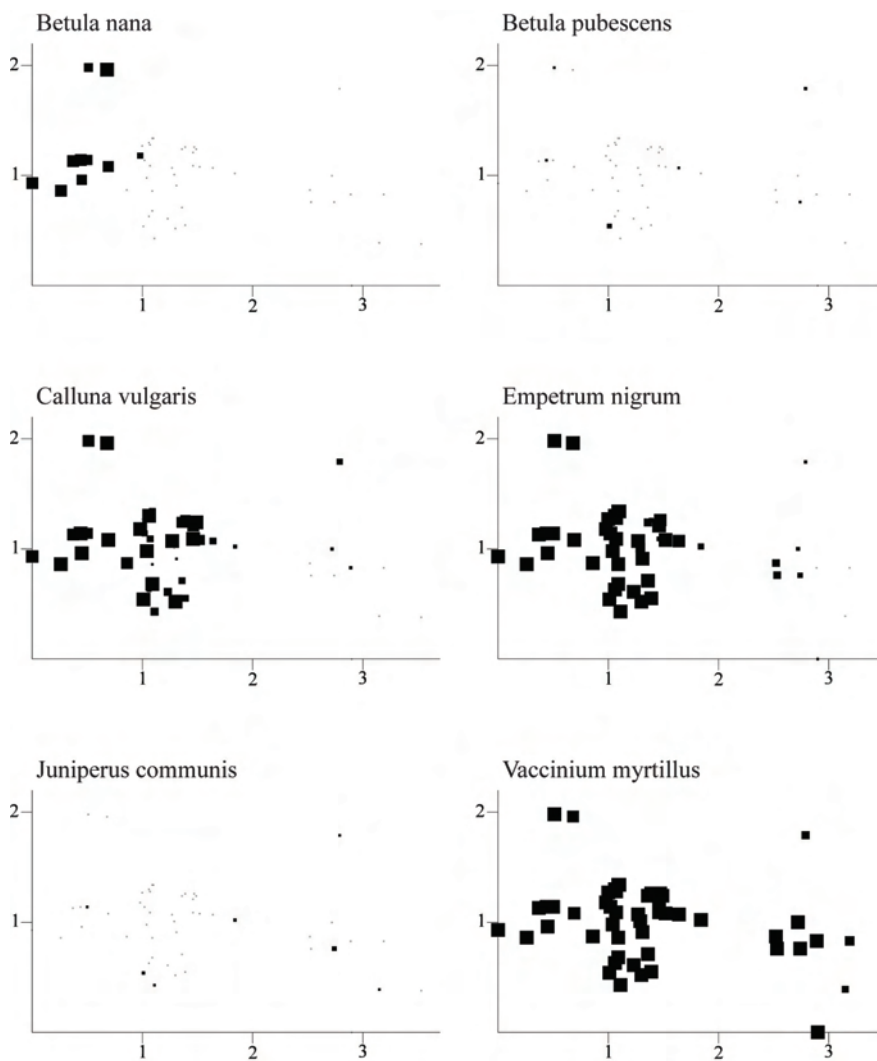 Betula nana
Betula pubescens
2
1
1 2 3
2
1
1 2 3
Calluna vulgaris
Empetrum nigrum
2
1
1 2 3
2
1
1 2 3
Juniperus communis
Vaccinium myrtillus
2
1
1 2 3
2
1
1 2 3